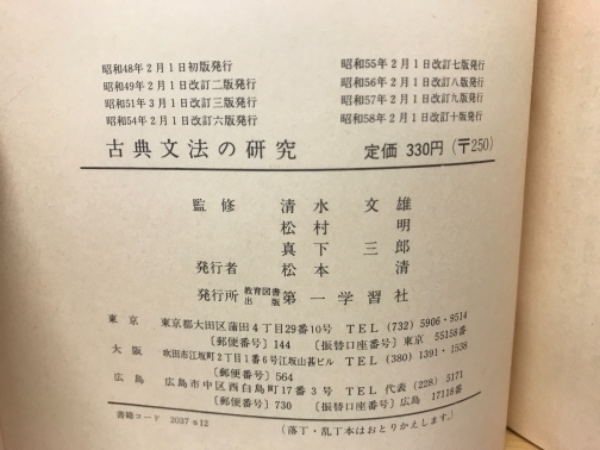 昭和48年2月1日初版発行
昭和49年2月1日改訂二版発行
昭和51年3月1日改訂三版発行
昭和54年2月1日改訂六版発行
昭和55年2月1日改訂七版発行
昭和56年2月1日改訂八版発行
昭和57年2月1日改訂九版発行
昭和58年2月1日改訂十版発行
古典文法の研究 定価 330円(〒250)
監修 清水文雄
松村明
真下三郎
発行者 松本清
発行所 教育図書出版 第一学習社
東京 東京都大田区蒲田4丁目29番10号 TEL (732) 5906・9514
〔郵便番号〕144 〔振替口座番号〕東京 55158番
大阪 吹田市江坂町2丁目1番6号江坂山甚ビル TEL (380) 1391・1538
〔郵便番号〕564
広島 広島市中区西白島町17番3号 TEL 代表 (228) 5171
〔郵便番号〕730 〔振替口座番号〕広島 17118番
書籍コード 2037-s12
(落丁・乱丁本はおとりかえします。)